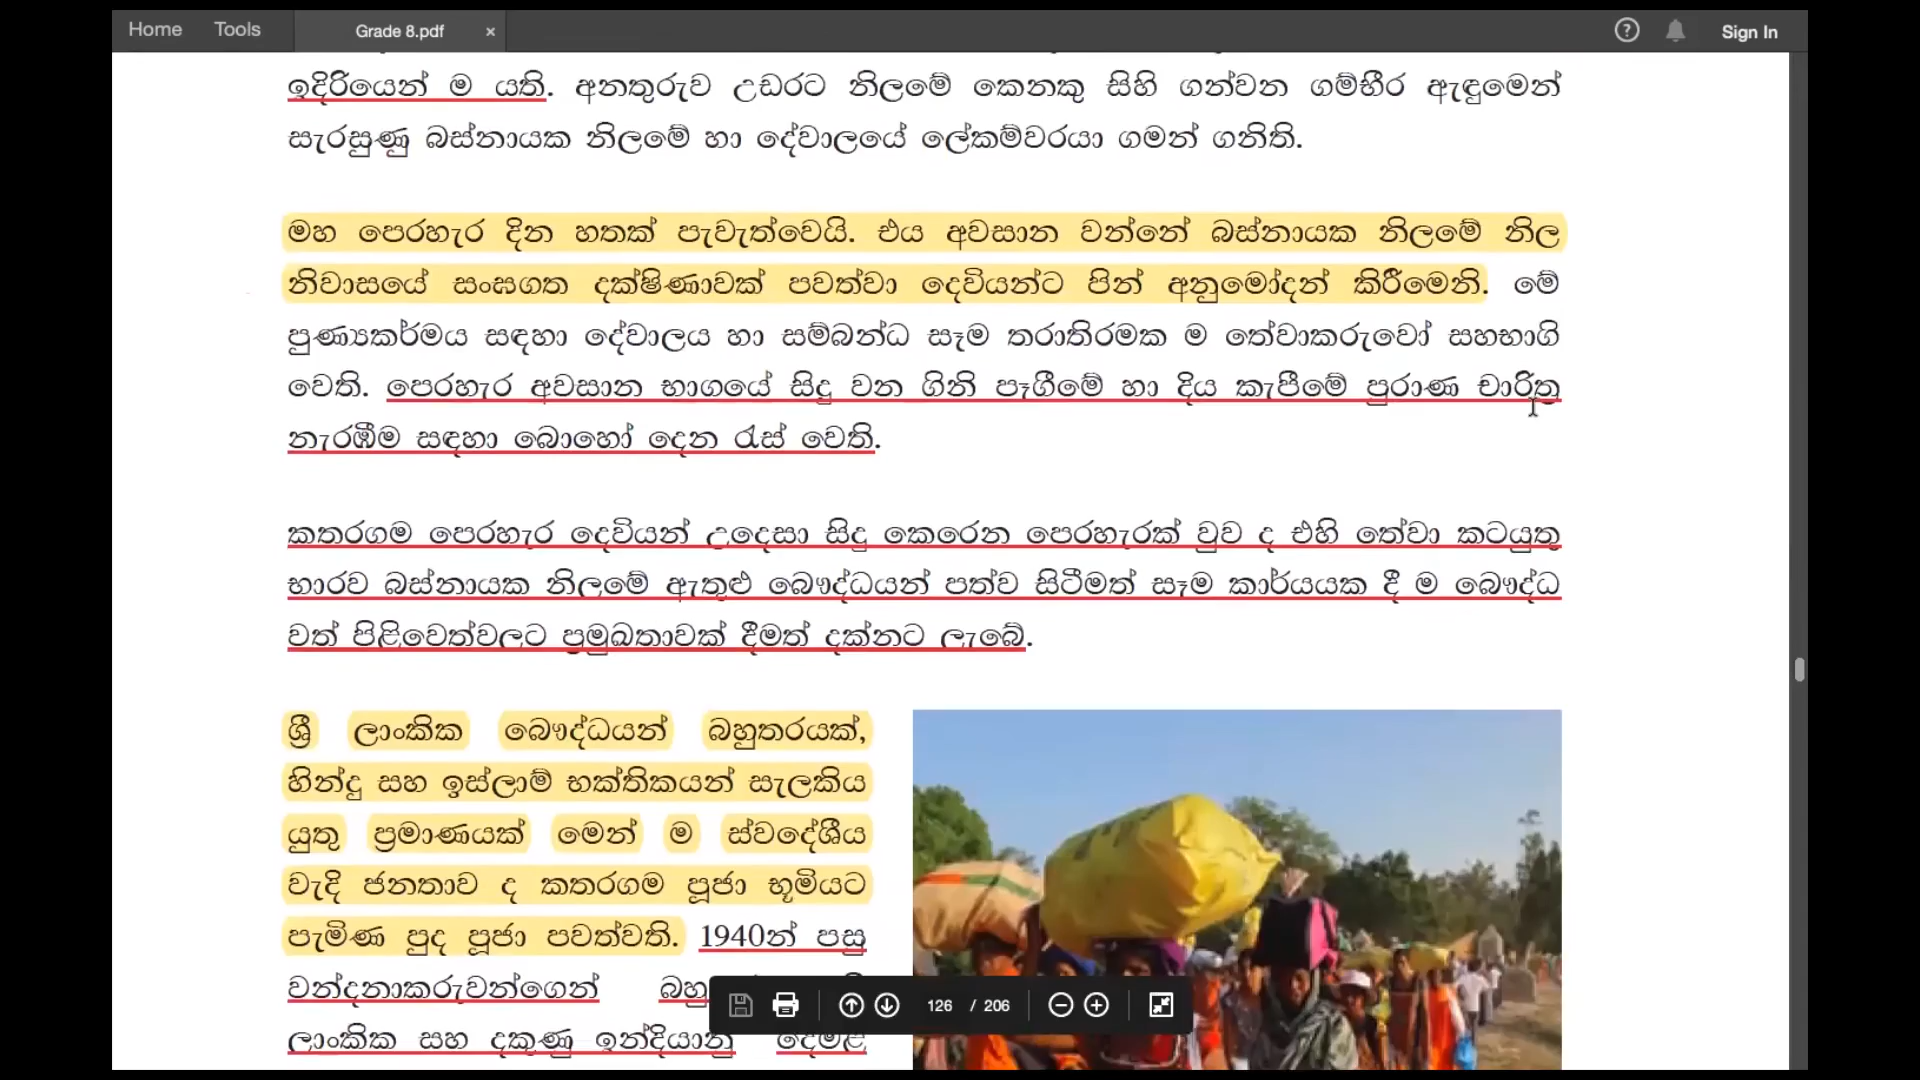 Home Tools Grade 8.pdf × ? Sign In
ඉදිරියෙන් ම යති. අනතුරුව උඩරට නිලමේ කෙනකු සිහි ගන්වන ගම්භීර ඇඳුමෙන්
සැරසුණු බස්නායක නිලමේ හා දේවාලයේ ලේකම්වරයා ගමන් ගනිති.
මහ පෙරහැර දින හතක් පැවැත්වෙයි. එය අවසාන වන්නේ බස්නායක නිලමේ නිල
නිවාසයේ සංඝගත දක්ෂිණාවක් පවත්වා දෙවියන්ට පින් අනුමෝදන් කිරීමෙනි. මේ
පුණ්‍යකර්මය සඳහා දේවාලය හා සම්බන්ධ සෑම තරාතිරමක ම තේවාකරුවෝ සහභාගි
වෙති. පෙරහැර අවසාන භාගයේ සිදු වන ගිනි පෑගීමේ හා දිය කැපීමේ පුරාණ චාරිත්‍ර
නැරඹීම සඳහා බොහෝ දෙන රැස් වෙති.
කතරගම පෙරහැර දෙවියන් උදෙසා සිදු කෙරෙන පෙරහැරක් වුව ද එහි තේවා කටයුතු
භාරව බස්නායක නිලමේ ඇතුළු බෞද්ධයන් පත්ව සිටීමත් සෑම කාර්යයක දී ම බෞද්ධ
වත් පිළිවෙත්වලට ප්‍රමුඛතාවක් දීමත් දක්නට ලැබේ.
ශ්‍රී ලාංකික බෞද්ධයන් බහුතරයක්,
හින්දු සහ ඉස්ලාම් භක්තිකයන් සැලකිය
යුතු ප්‍රමාණයක් මෙන් ම ස්වදේශීය
වැදි ජනතාව ද කතරගම පූජා භූමියට
පැමිණ පුද පූජා පවත්වති. 1940න් පසු
වන්දනාකරුවන්ගෙන්
ලාංකික සහ දකුණු ඉන්දියානු දෙමළ
126 / 206